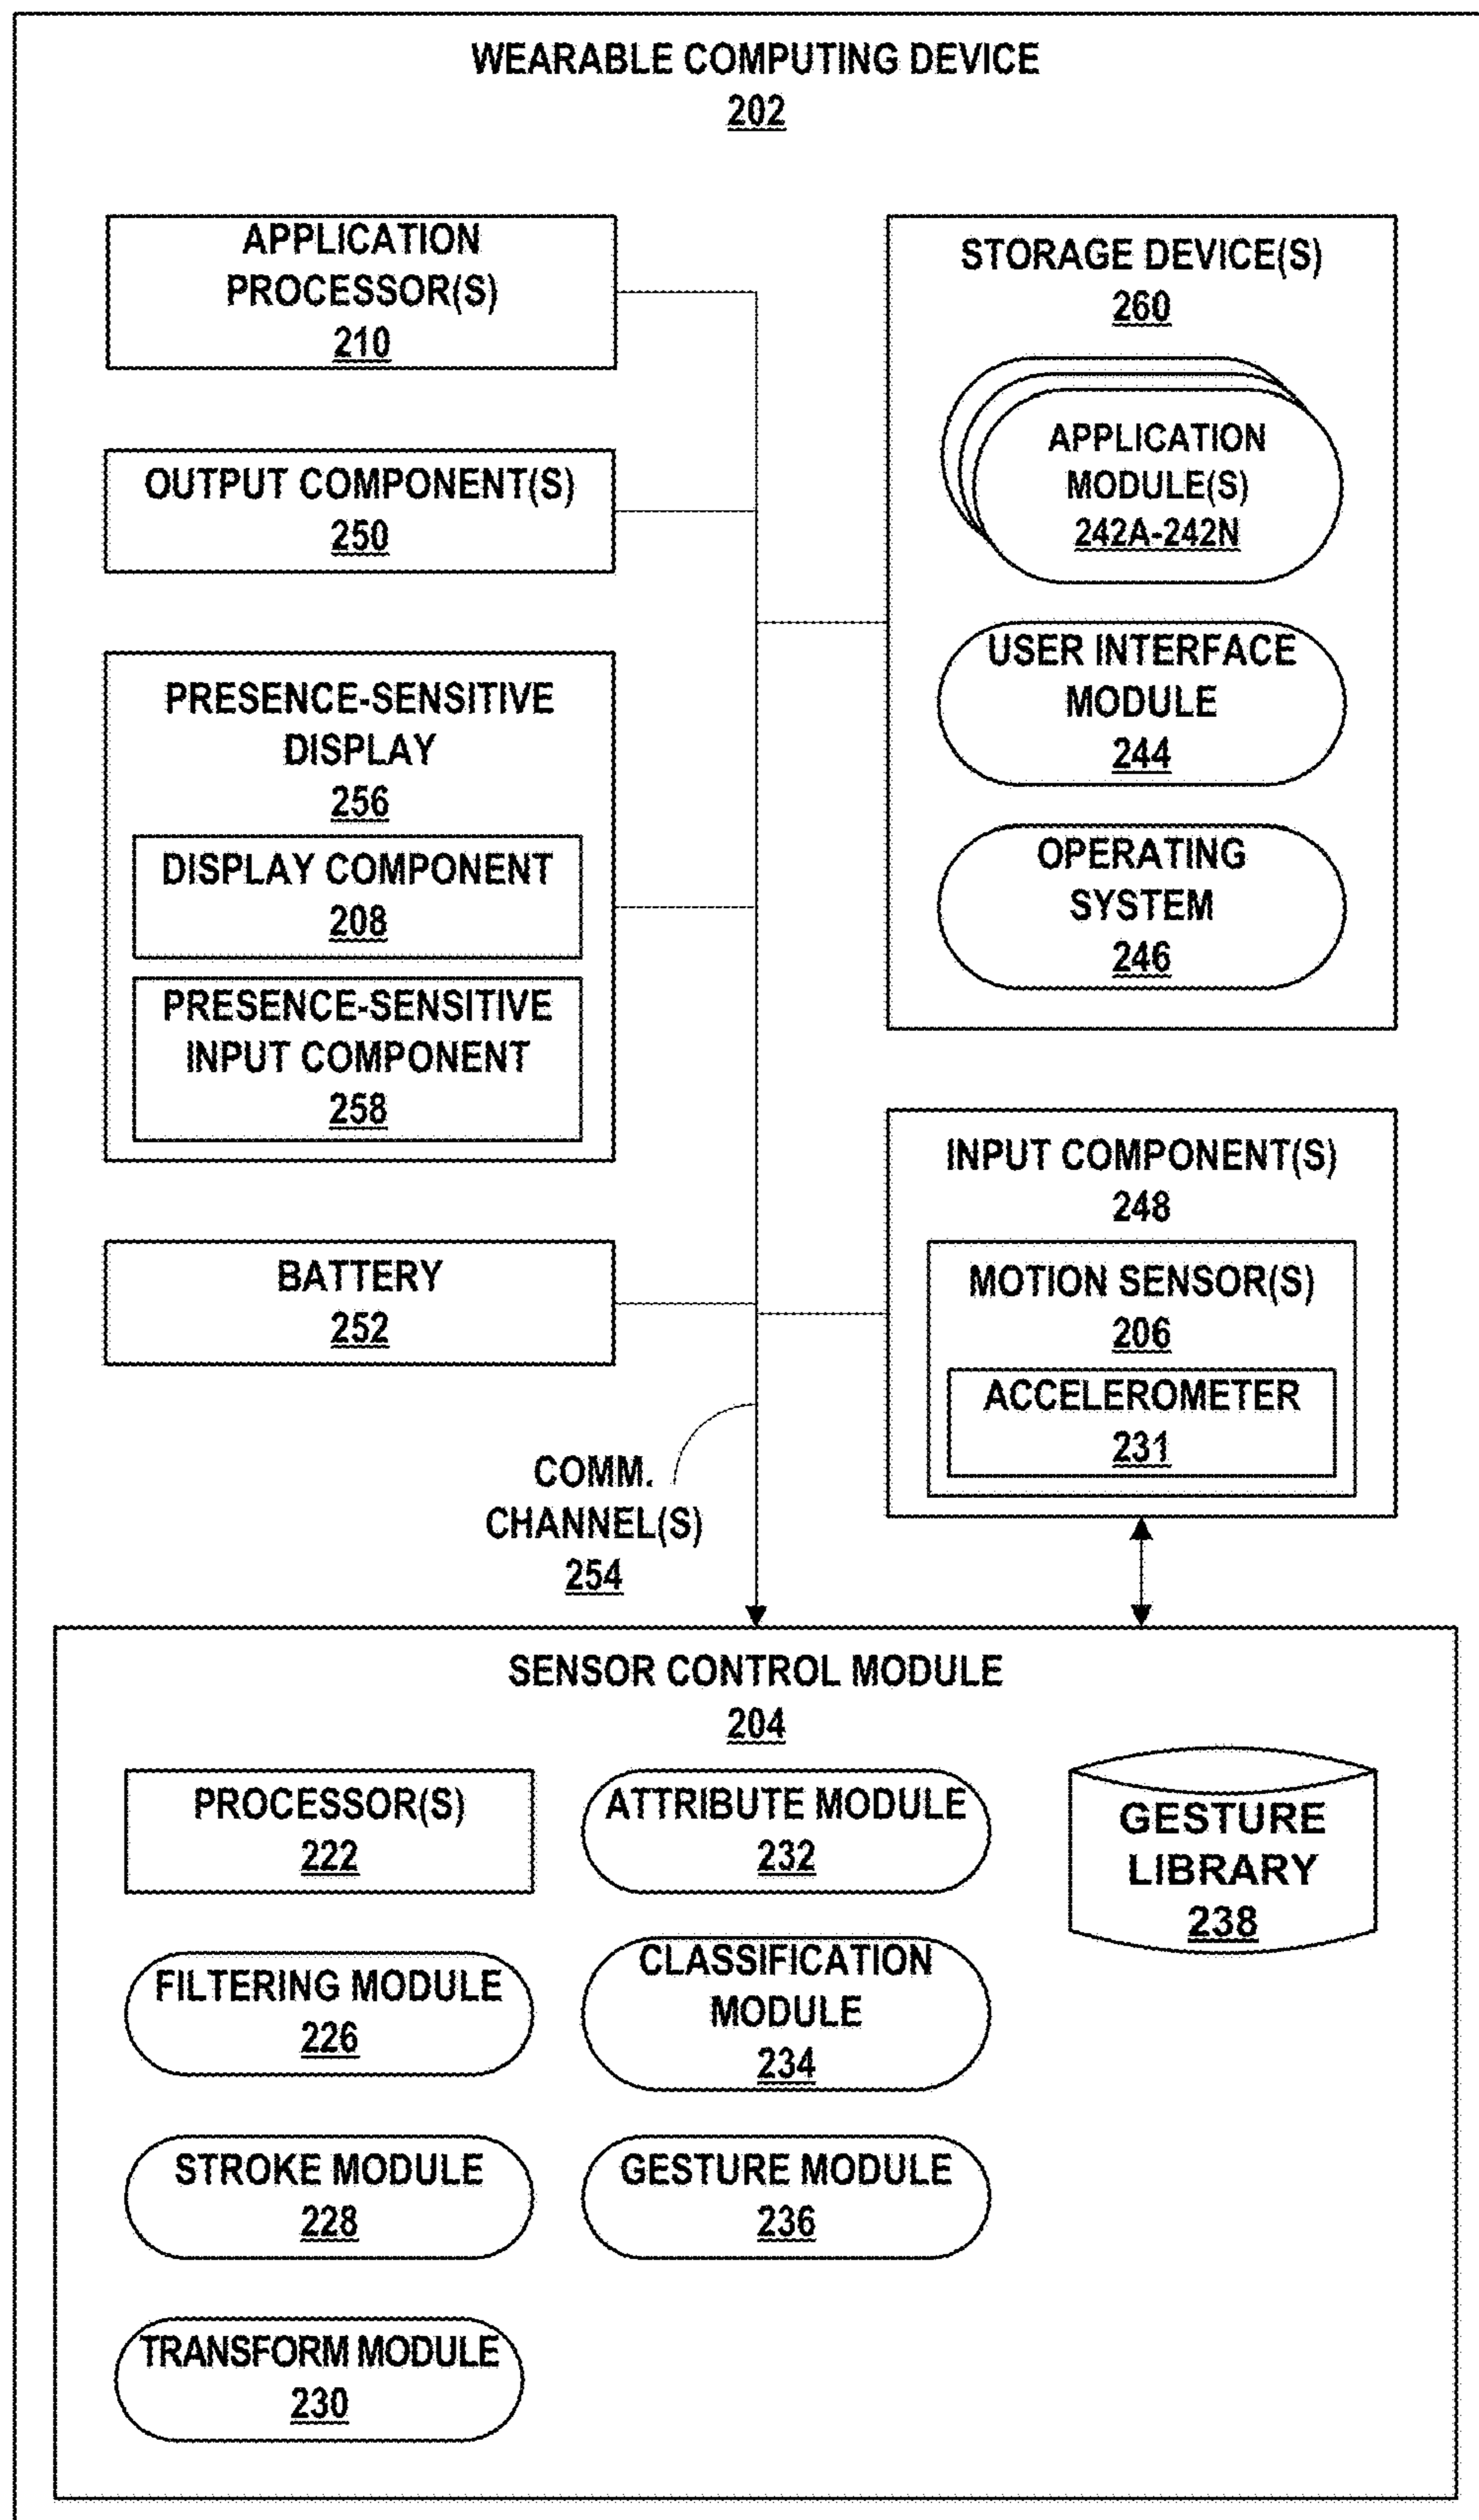 WEARABLE COMPUTING DEVICE
202
APPLICATION
PROCESSOR(S)
210
OUTPUT COMPONENT(S)
250
PRESENCE-SENSITIVE
DISPLAY
256
DISPLAY COMPONENT
208
PRESENCE-SENSITIVE
INPUT COMPONENT
258
BATTERY
252
STORAGE DEVICE(S)
260
APPLICATION
MODULE(S)
242A-242N
USER INTERFACE
MODULE
244
OPERATING
SYSTEM
246
INPUT COMPONENT(S)
248
MOTION SENSOR(S)
206
ACCELEROMETER
231
COMM.
CHANNEL(S)
254
SENSOR CONTROL MODULE
204
PROCESSOR(S)
222
FILTERING MODULE
226
STROKE MODULE
228
TRANSFORM MODULE
230
ATTRIBUTE MODULE
232
CLASSIFICATION
MODULE
234
GESTURE MODULE
236
GESTURE
LIBRARY
238